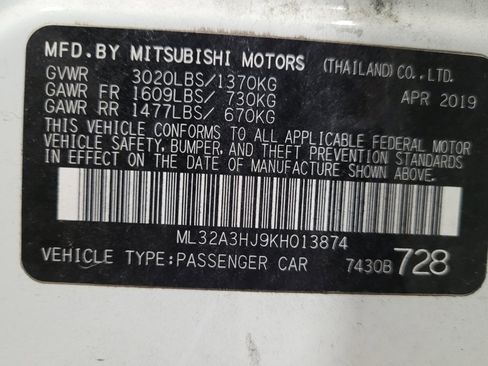 MFD.BY MITSUBISHI MOTORS (THAILAND) CO., LTD.
GVWR 3020LBS/1370KG
GAWR FR 1609LBS/ 730KG APR 2019
GAWR RR 1477LBS/ 670KG
THIS VEHICLE CONFORMS TO ALL APPLICABLE FEDERAL MOTOR
VEHICLE SAFETY, BUMPER, AND THEFT PREVENTION STANDARDS
IN EFFECT ON THE DATE OF MANUFACTURE SHOWN ABOVE.
ML32A3HJ9KH013874
VEHICLE TYPE:PASSENGER CAR 7430B 728